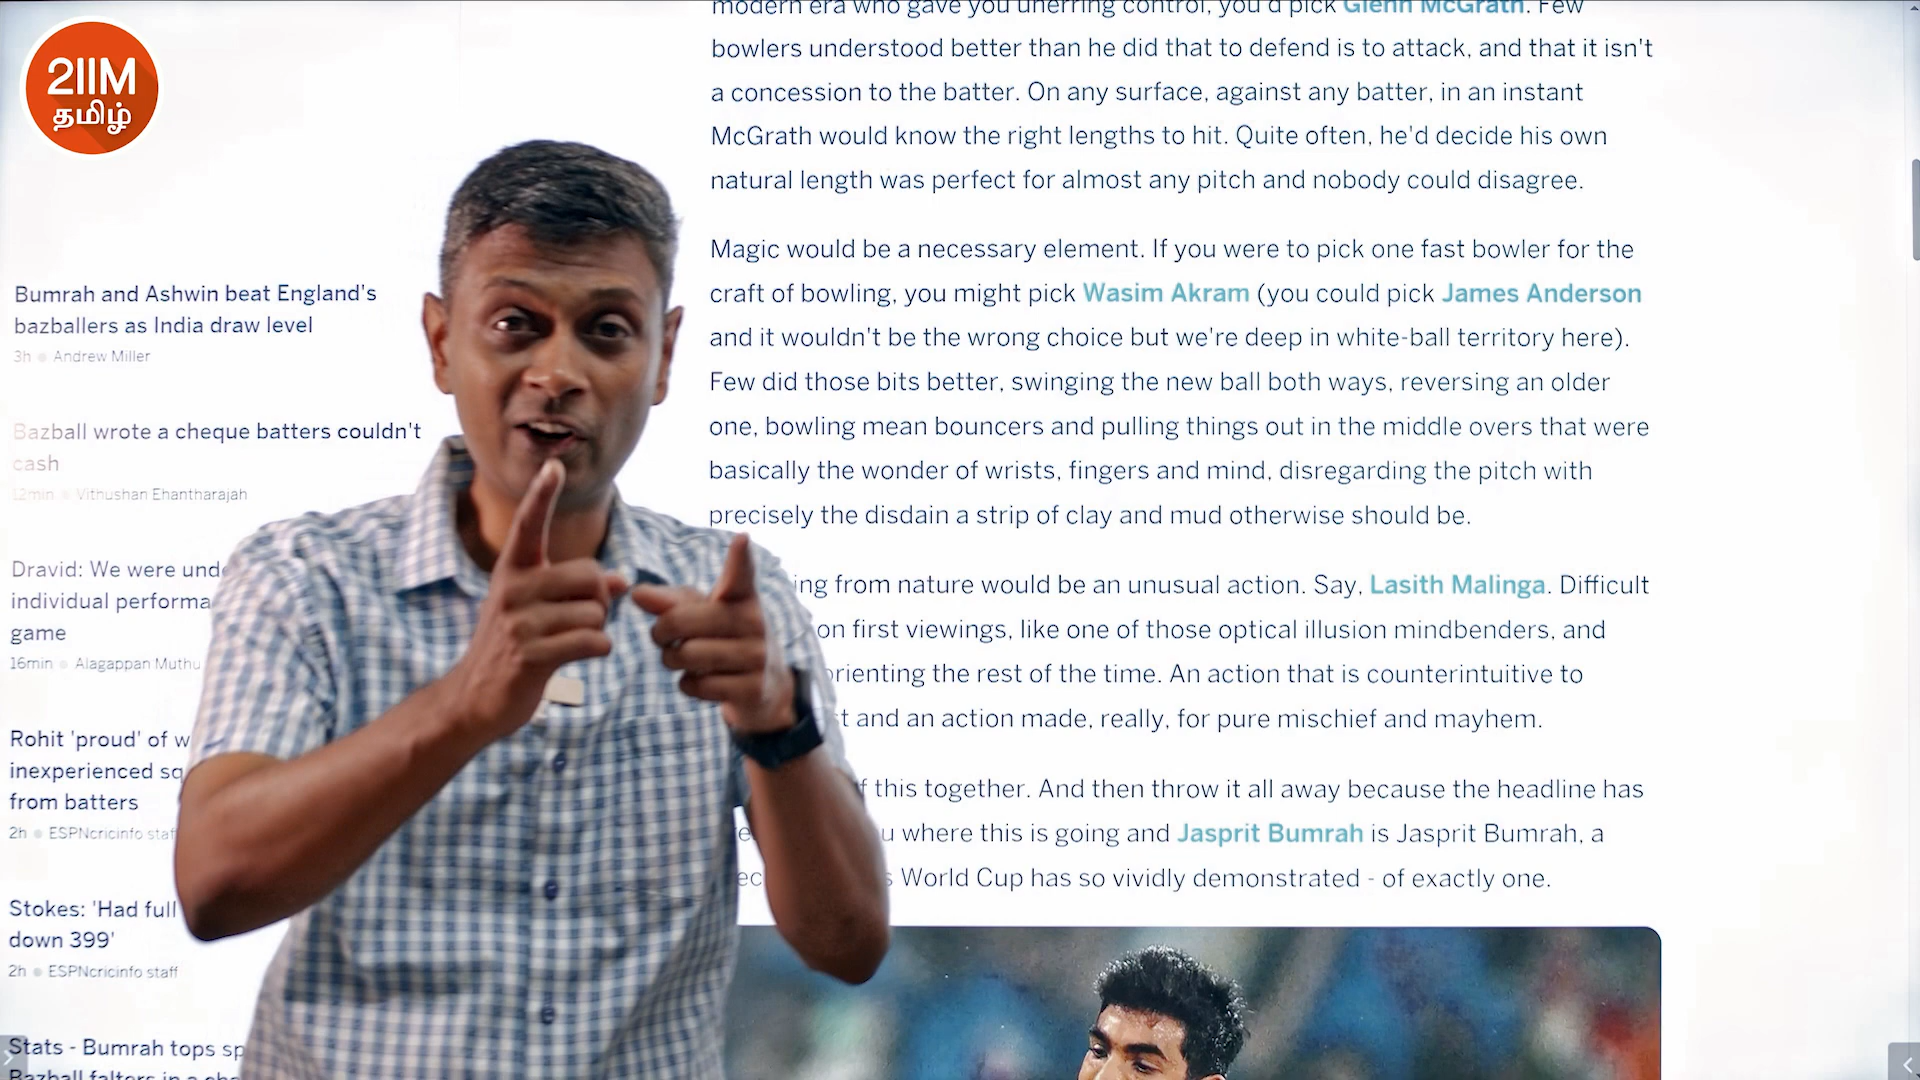 2IIM
தமிழ்
modern era who gave you unerring control, you'd pick Glenn McGrath. Few
bowlers understood better than he did that to defend is to attack, and that it isn't
a concession to the batter. On any surface, against any batter, in an instant
McGrath would know the right lengths to hit. Quite often, he'd decide his own
natural length was perfect for almost any pitch and nobody could disagree.
Magic would be a necessary element. If you were to pick one fast bowler for the
craft of bowling, you might pick Wasim Akram (you could pick James Anderson
and it wouldn't be the wrong choice but we're deep in white-ball territory here).
Few did those bits better, swinging the new ball both ways, reversing an older
one, bowling mean bouncers and pulling things out in the middle overs that were
basically the wonder of wrists, fingers and mind, disregarding the pitch with
precisely the disdain a strip of clay and mud otherwise should be.
from nature would be an unusual action. Say, Lasith Malinga. Difficult
on first viewings, like one of those optical illusion mindbenders, and
the rest of the time. An action that is counterintuitive to
and an action made, really, for pure mischief and mayhem.
this together. And then throw it all away because the headline has
where this is going and Jasprit Bumrah is Jasprit Bumrah, a
World Cup has so vividly demonstrated - of exactly one.
Bumrah and Ashwin beat England's
bazballers as India draw level
3h Andrew Miller
Bazball wrote a cheque batters couldn't
cash
12min Vithushan Ehantharajah
Dravid: We were
individual
game
16min Alagappan
Rohit 'proud' of
inexperienced
from batters
2h ESPNcricinfo
Stokes: 'Had full
down 399'
2h ESPNcricinfo staff
Stats - Bumrah tops
Bazball falters in a